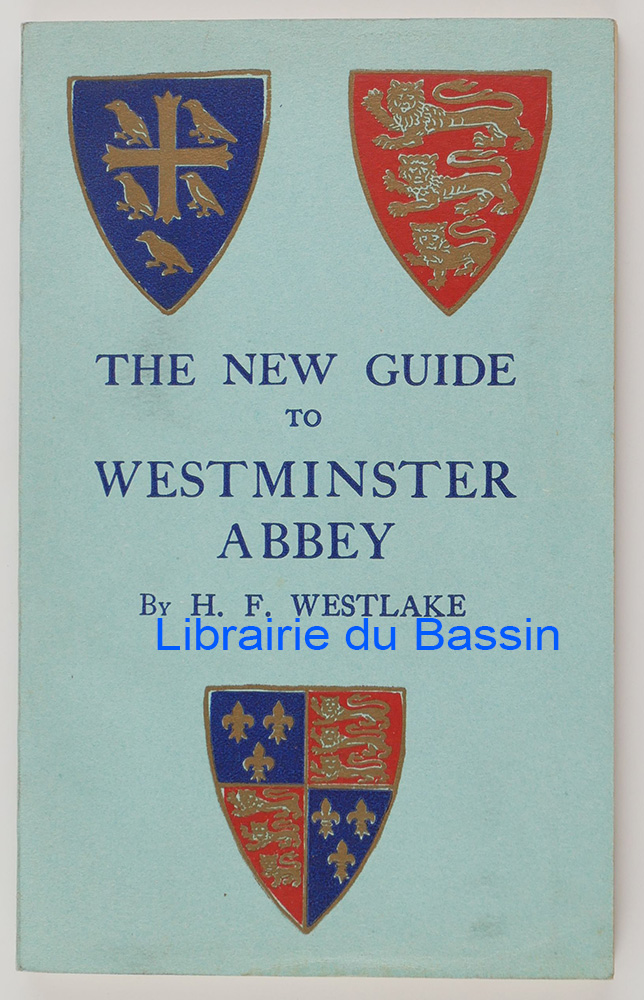 THE NEW GUIDE
TO
WESTMINSTER
ABBEY
By H. F. WESTLAKE
Librairie du Bassin